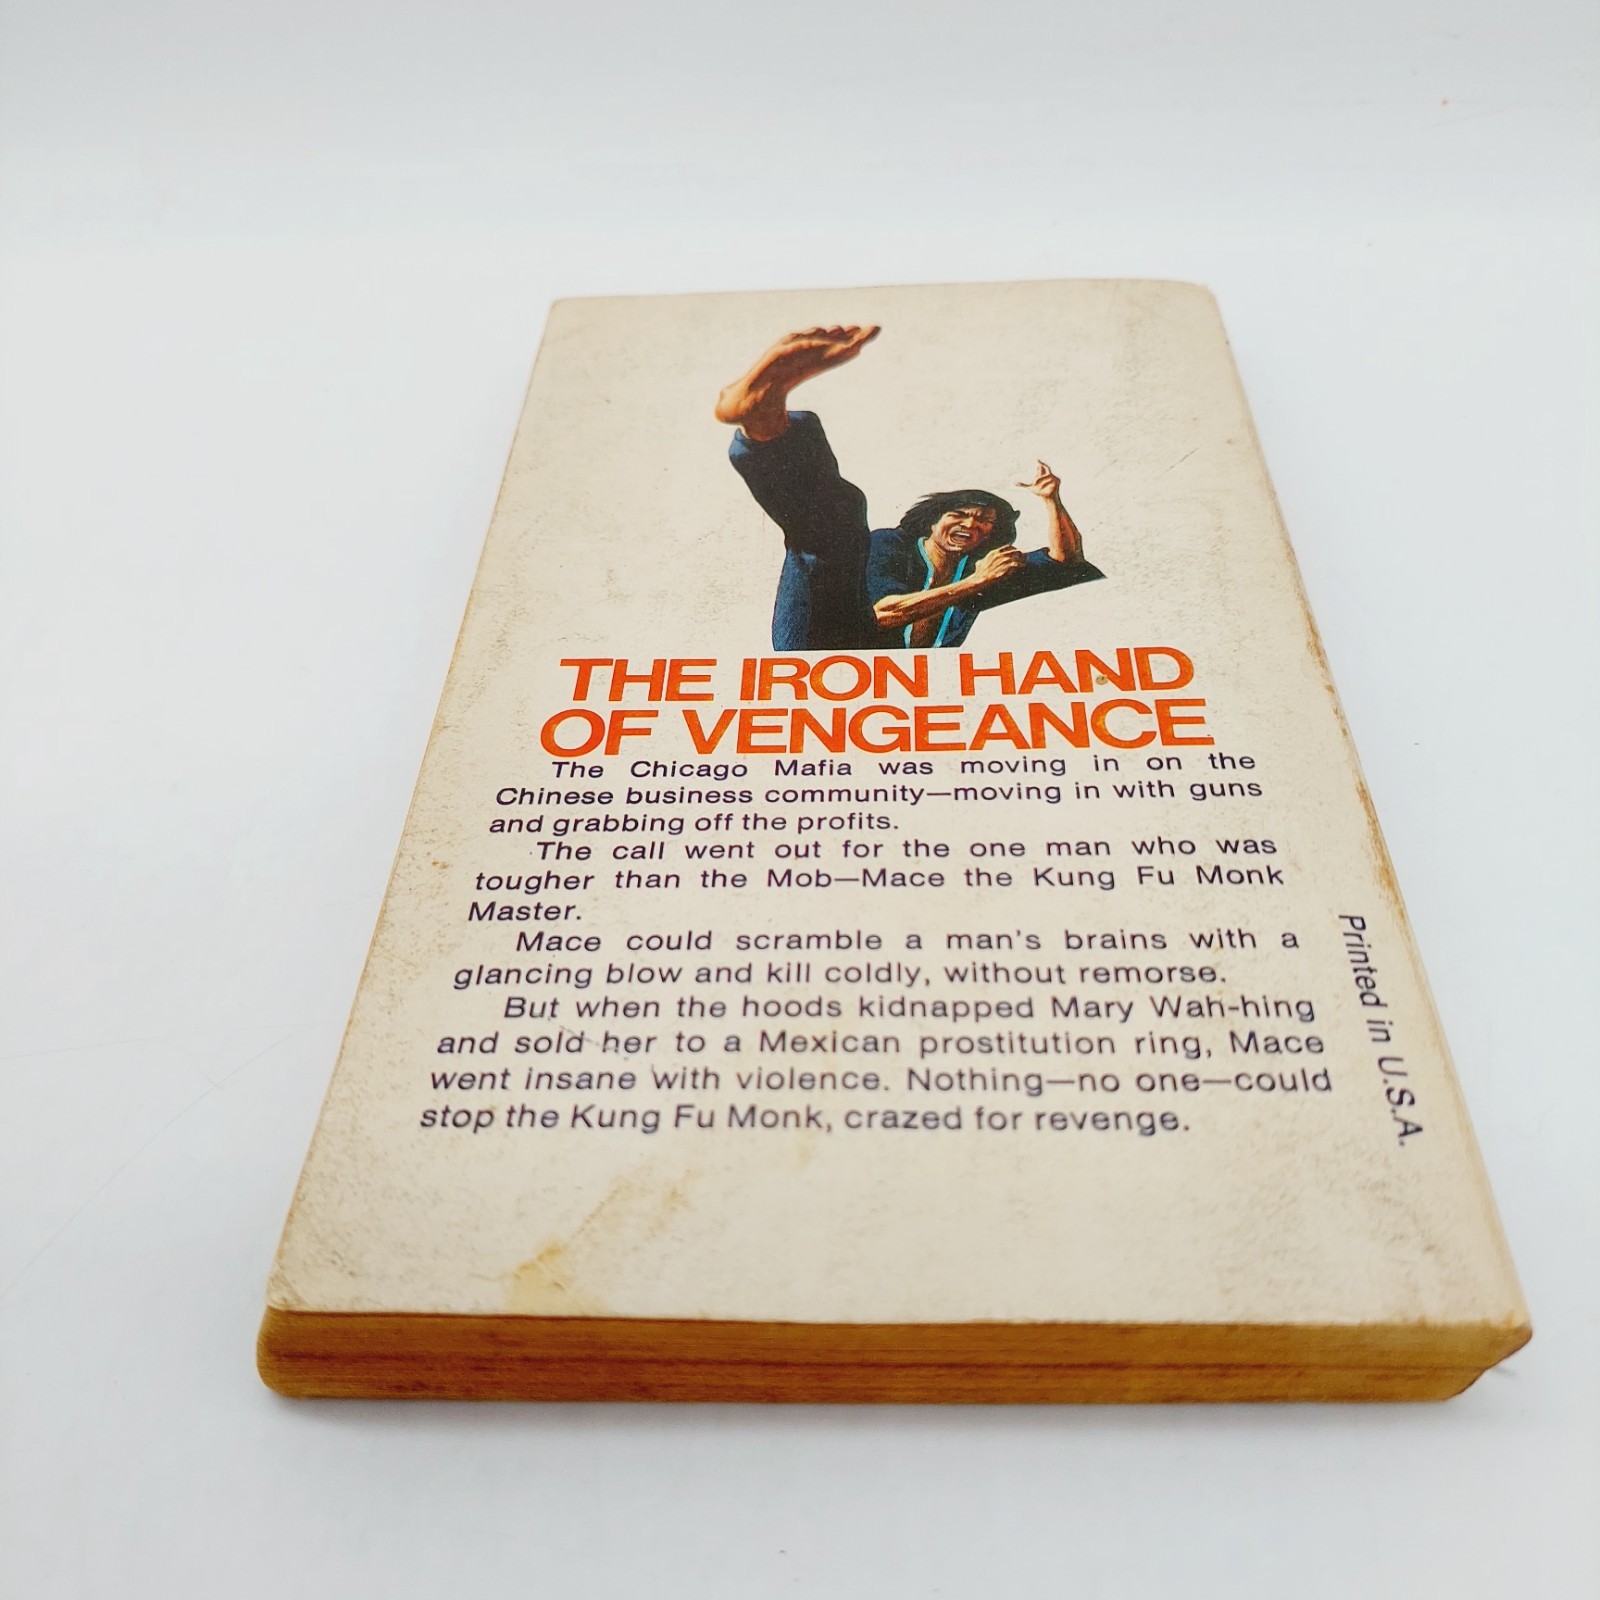 THE IRON HAND
OF VENGEANCE
The Chicago Mafia was moving in on the
Chinese business community—moving in with guns
and grabbing off the profits.
The call went out for the one man who was
tougher than the Mob—Mace the Kung Fu Monk
Master.
Mace could scramble a man's brains with a
glancing blow and kill coldly, without remorse.
But when the hoods kidnapped Mary Wah-hing
and sold her to a Mexican prostitution ring, Mace
went insane with violence. Nothing—no one—could
stop the Kung Fu Monk, crazed for revenge.
Printed in U.S.A.